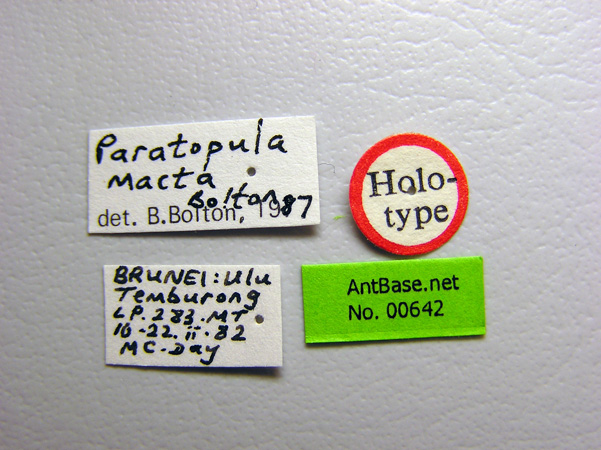 Paratopula
macta
Bolton
det. B.Bolton, 1987
Holo-
type
BRUNEI: Ulu
Temburong
LP. 283. MT
16-22. ii. 82
MC. Day
AntBase.net
No. 00642